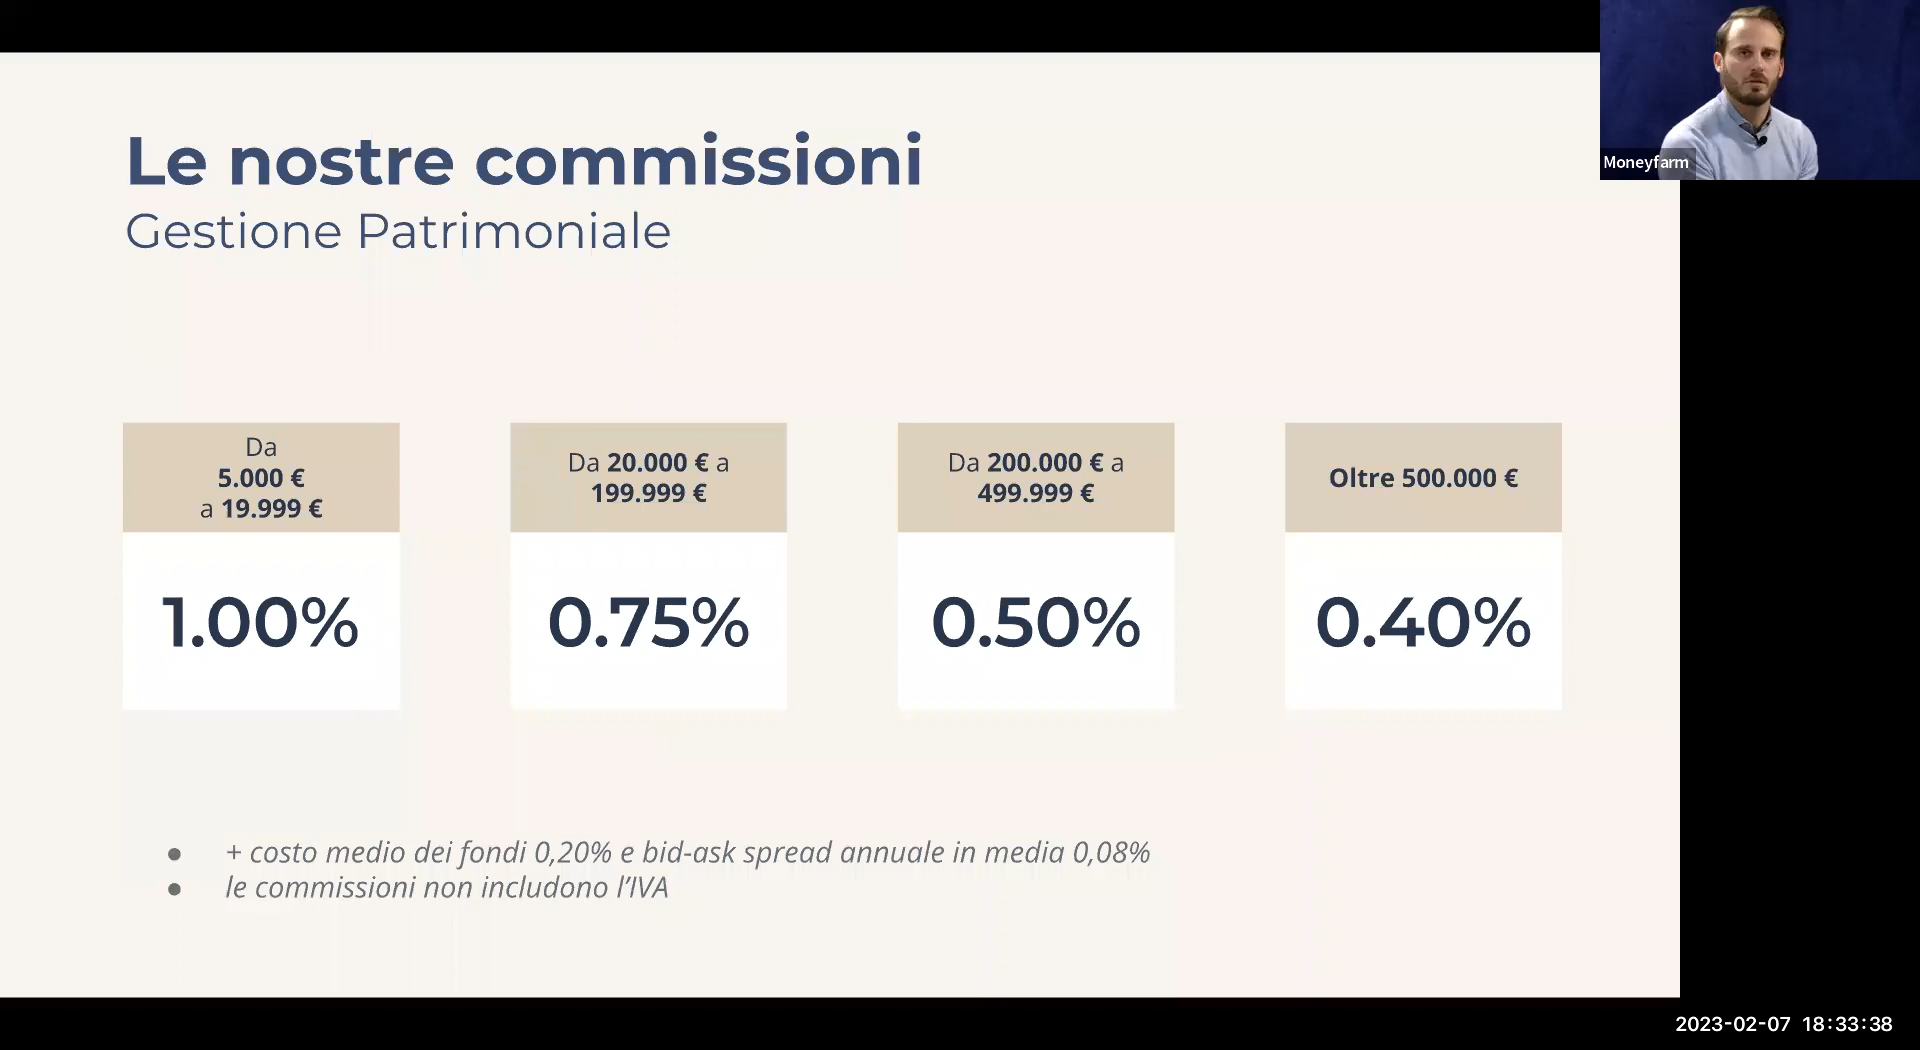 Le nostre commissioni
Gestione Patrimoniale
Da
5.000 €
a 19.999 €
1.00%
Da 20.000 € a
199.999 €
0.75%
Da 200.000 € a
499.999 €
0.50%
Oltre 500.000 €
0.40%
● + costo medio dei fondi 0,20% e bid-ask spread annuale in media 0,08%
● le commissioni non includono l’IVA
Moneyfarm
2023-02-07 18:33:38